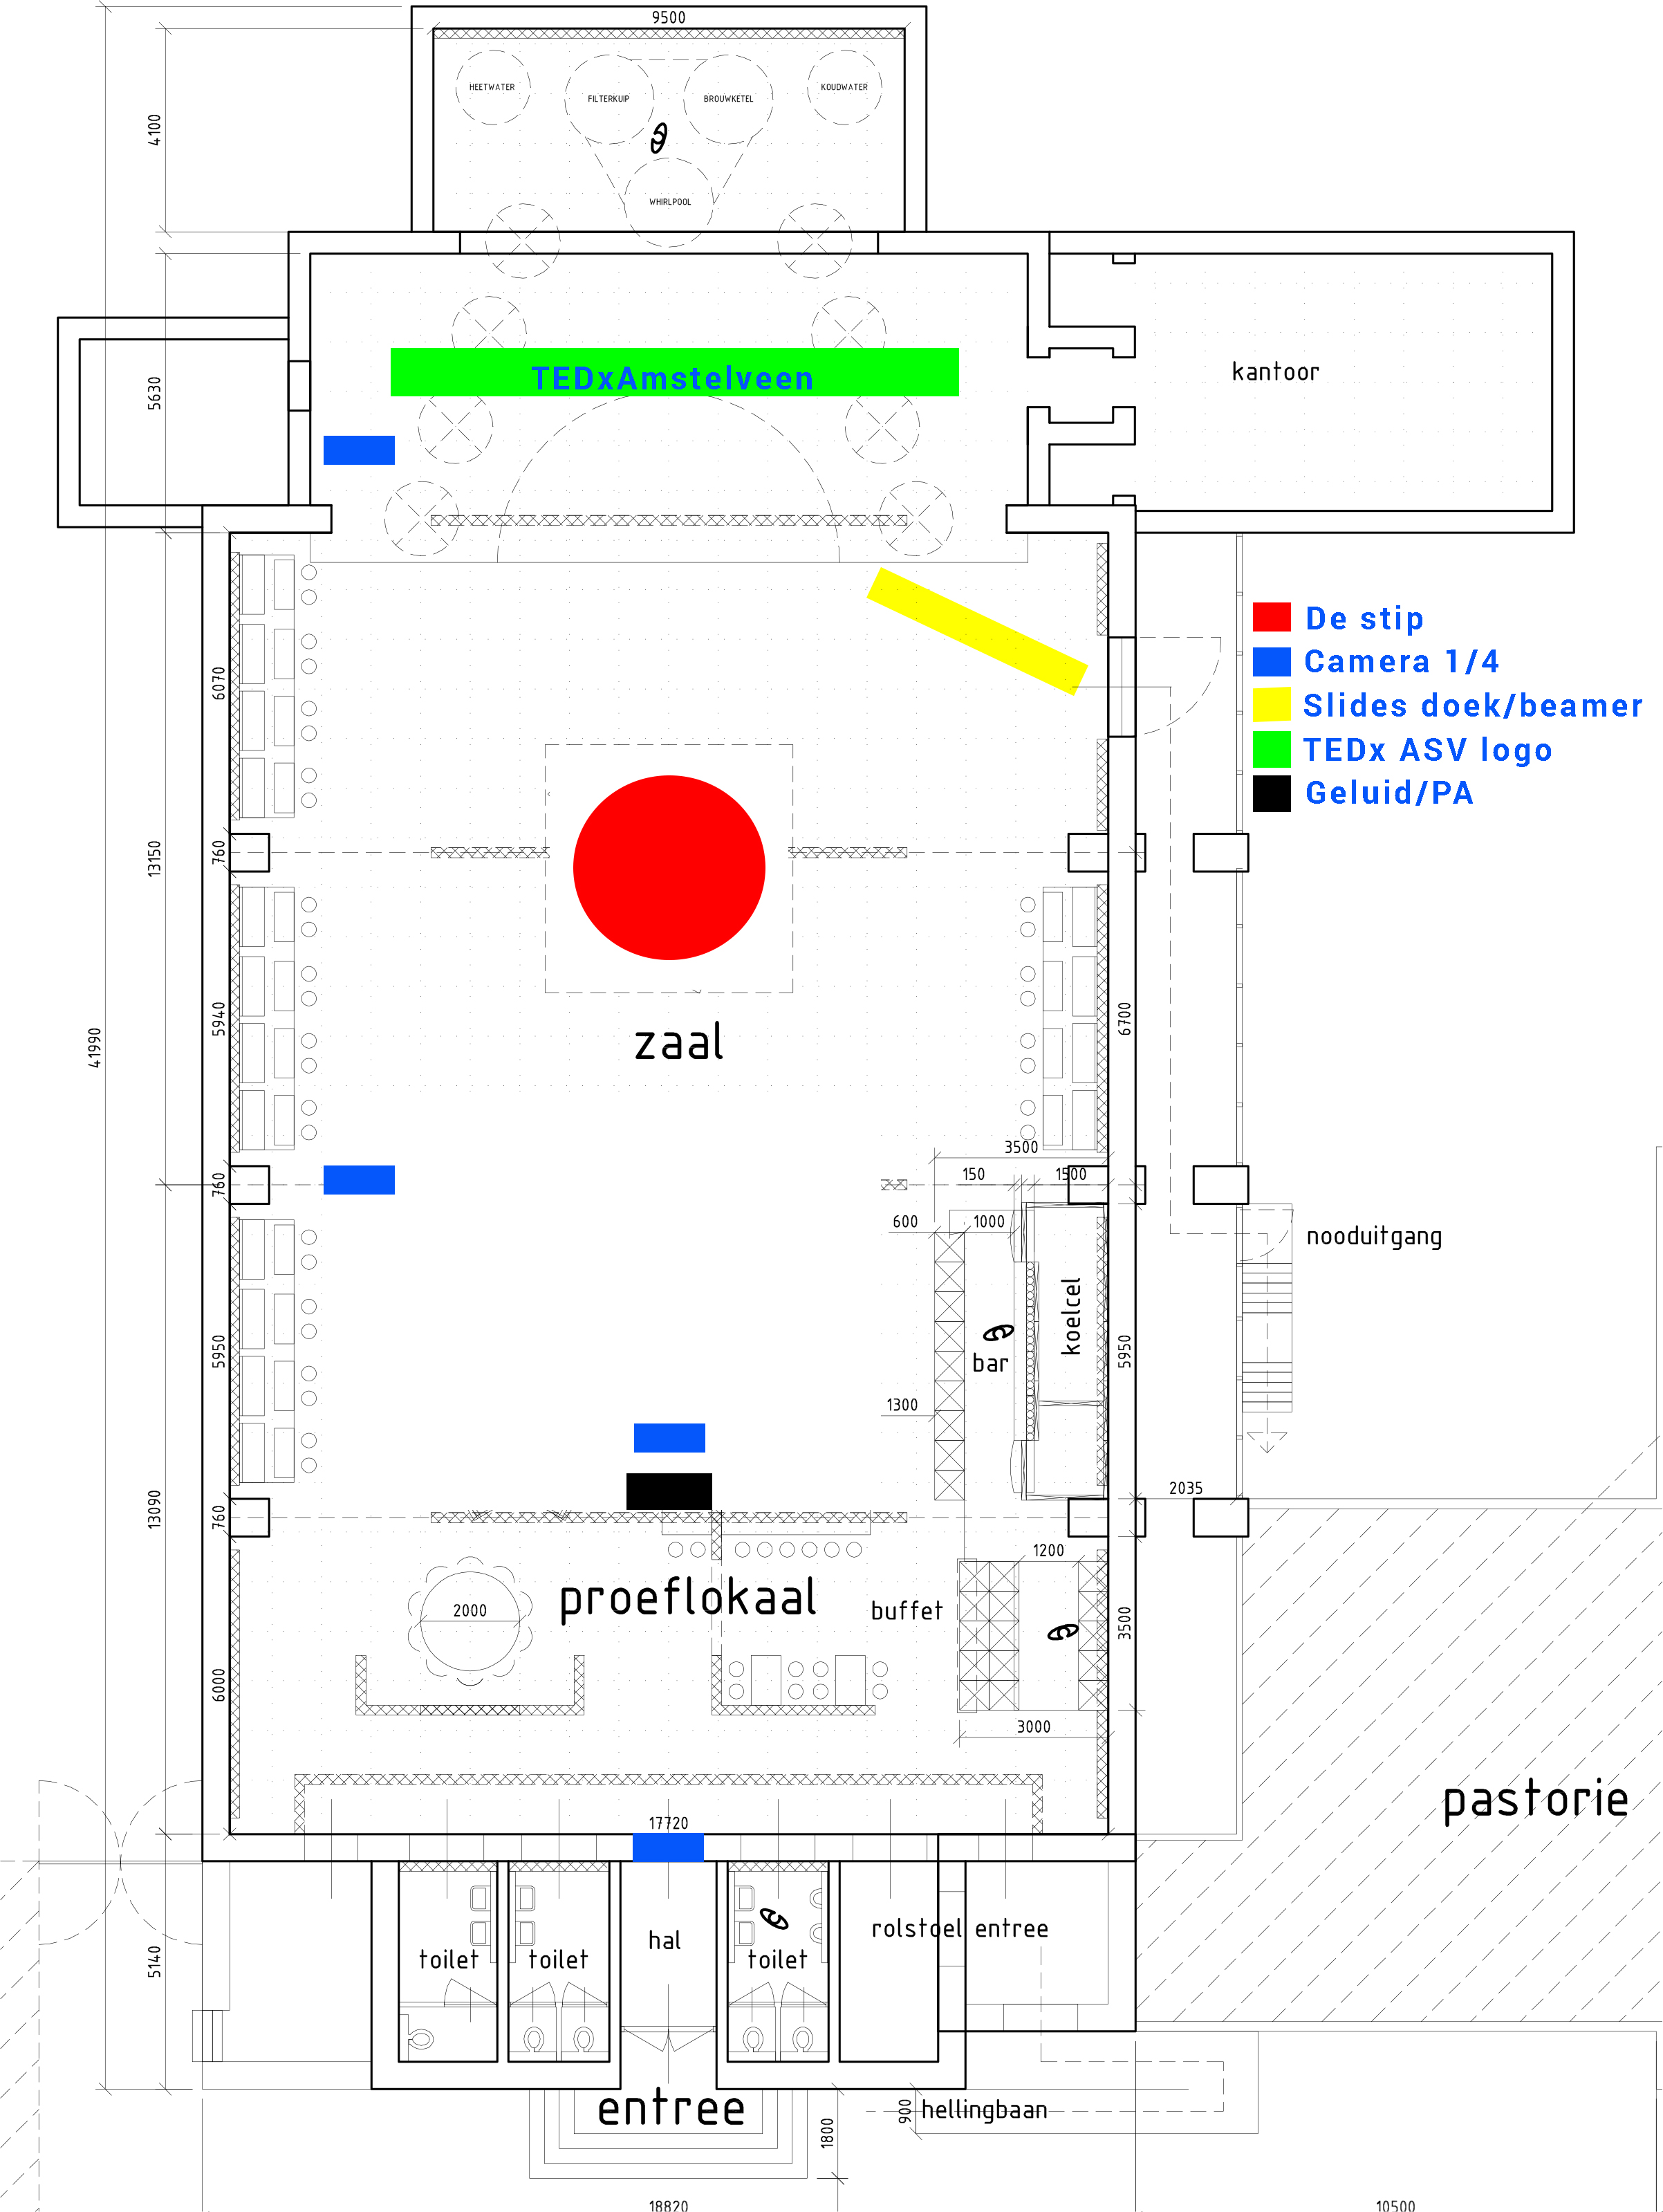 9500
HEETWATER
FILTERKUIP
BROUWKETEL
KOUDWATER
WHIRLPOOL
4100
5630
TEDxAmstelveen
kantoor
De stip
Camera 1/4
Slides doek/beamer
TEDx ASV logo
Geluid/PA
6070
760
13150
5940
41990
zaal
6700
3500
150
1500
760
600
1000
nooduitgang
koelcel
bar
5950
5950
1300
2035
13090
760
1200
proeflokaal
buffet
2000
3500
6000
3000
pastorie
17720
5140
hal
rolstoel entree
toilet
toilet
toilet
entree
900
hellingbaan
1800
18820
10500